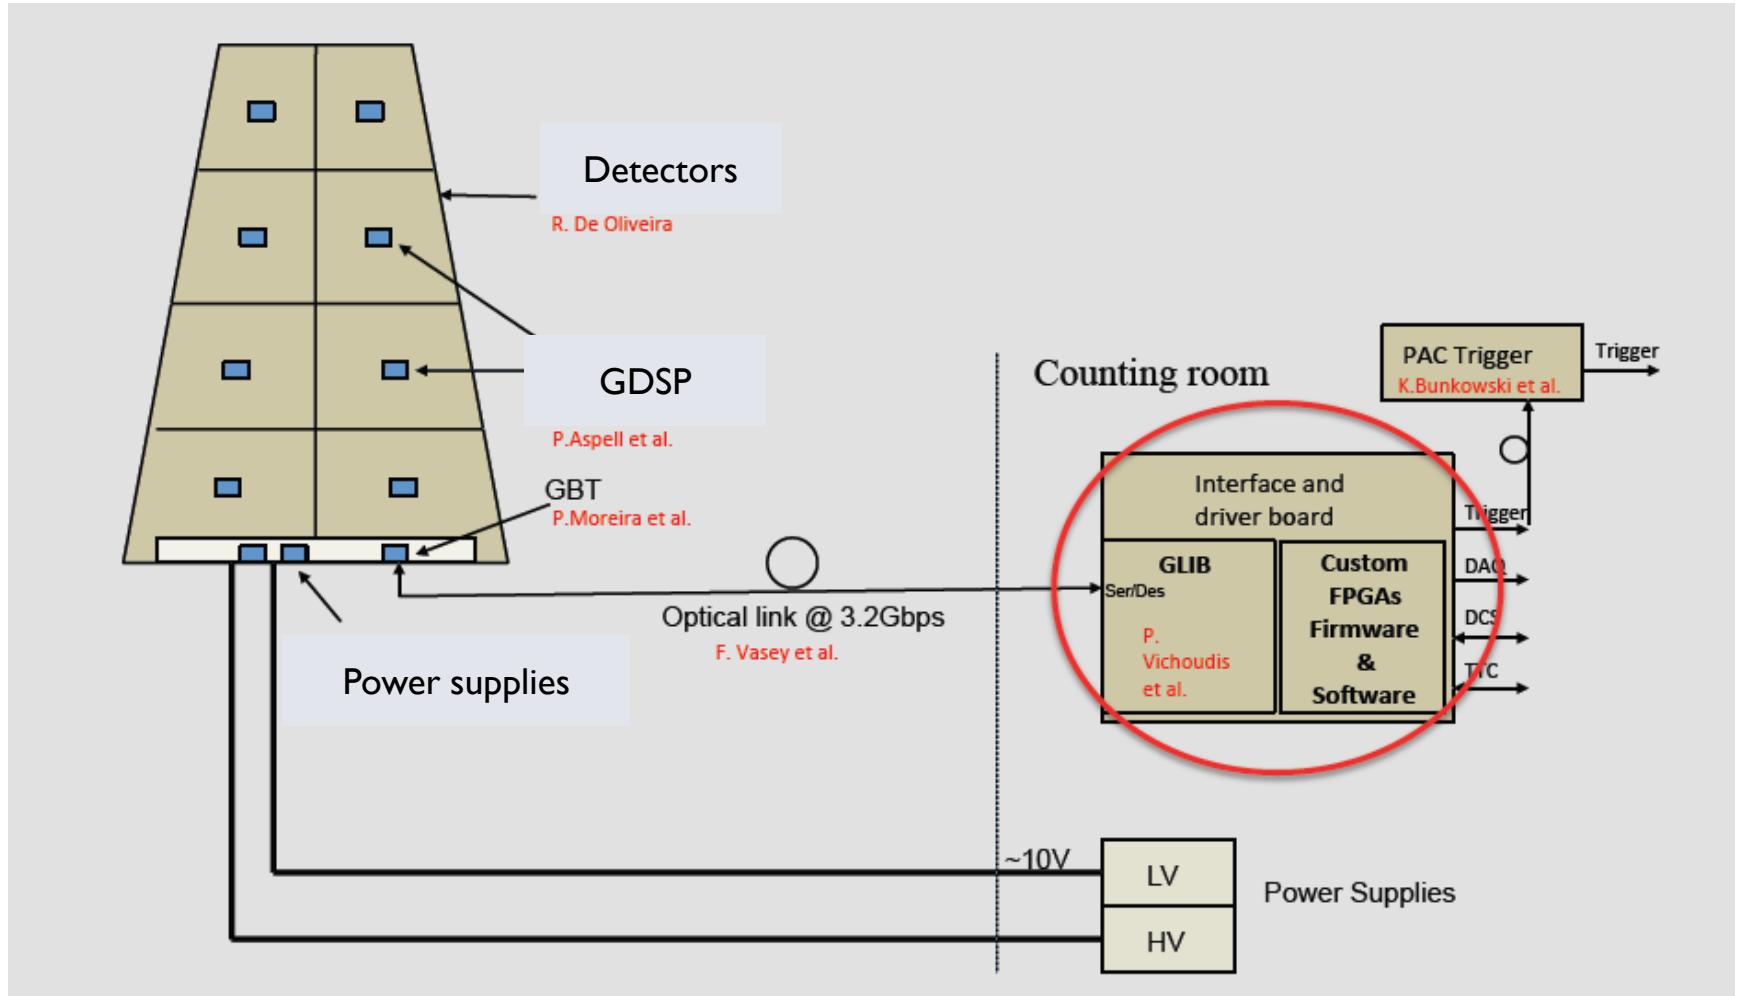 Detectors
R. De Oliveira
GDSP
P.Aspell et al.
GBT
P.Moreira et al.
Optical link @ 3.2Gbps
F. Vasey et al.
Power supplies
Counting room
PAC Trigger
K.Bunkowski et al.
Trigger
Interface and
driver board
GLIB
Ser/Des
P.
Vichoudis
et al.
Custom
FPGAs
Firmware
&
Software
Trigger
DAQ
DCS
TTC
~10V
LV
HV
Power Supplies